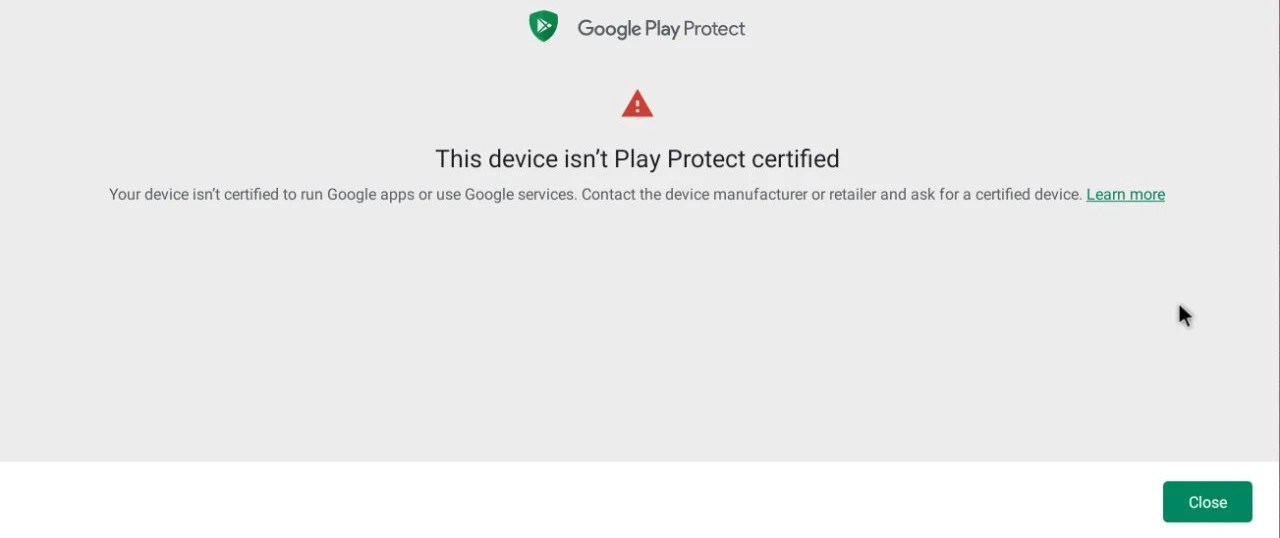 Google Play Protect
This device isn’t Play Protect certified
Your device isn’t certified to run Google apps or use Google services. Contact the device manufacturer or retailer and ask for a certified device. Learn more
Close